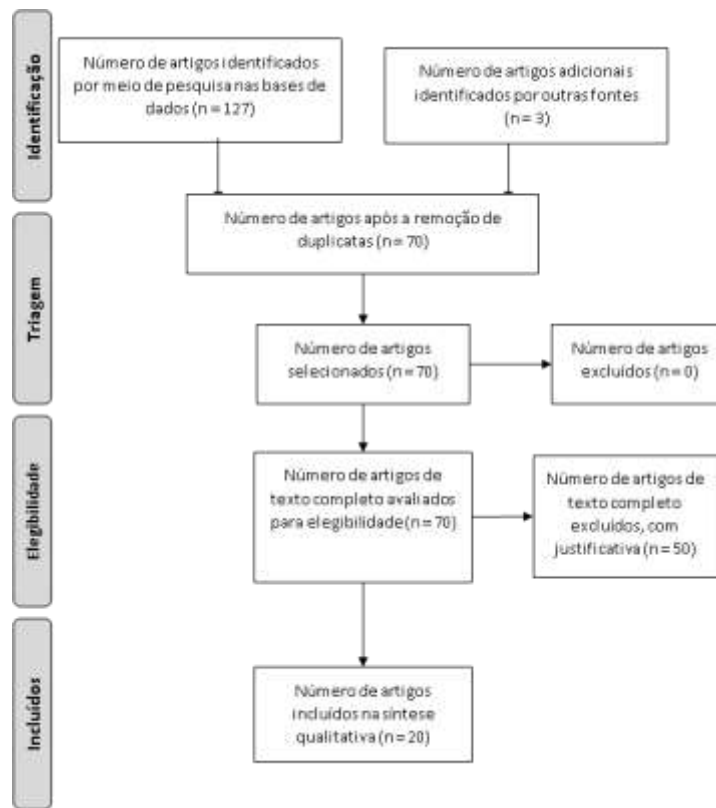 Identificação
Número de artigos identificados
por meio de pesquisa nas bases de
dados (n = 127)
Número de artigos adicionais
identificados por outras fontes
(n = 3)
Triagem
Número de artigos após a remoção de
duplicatas (n = 70)
Número de artigos
selecionados (n = 70)
Número de artigos
excluídos (n = 0)
Elegibilidade
Número de artigos de
texto completo avaliados
para elegibilidade (n = 70)
Número de artigos de
texto completo
excluídos, com
justificativa (n = 50)
Incluídos
Número de artigos
incluídos na síntese
qualitativa (n = 20)